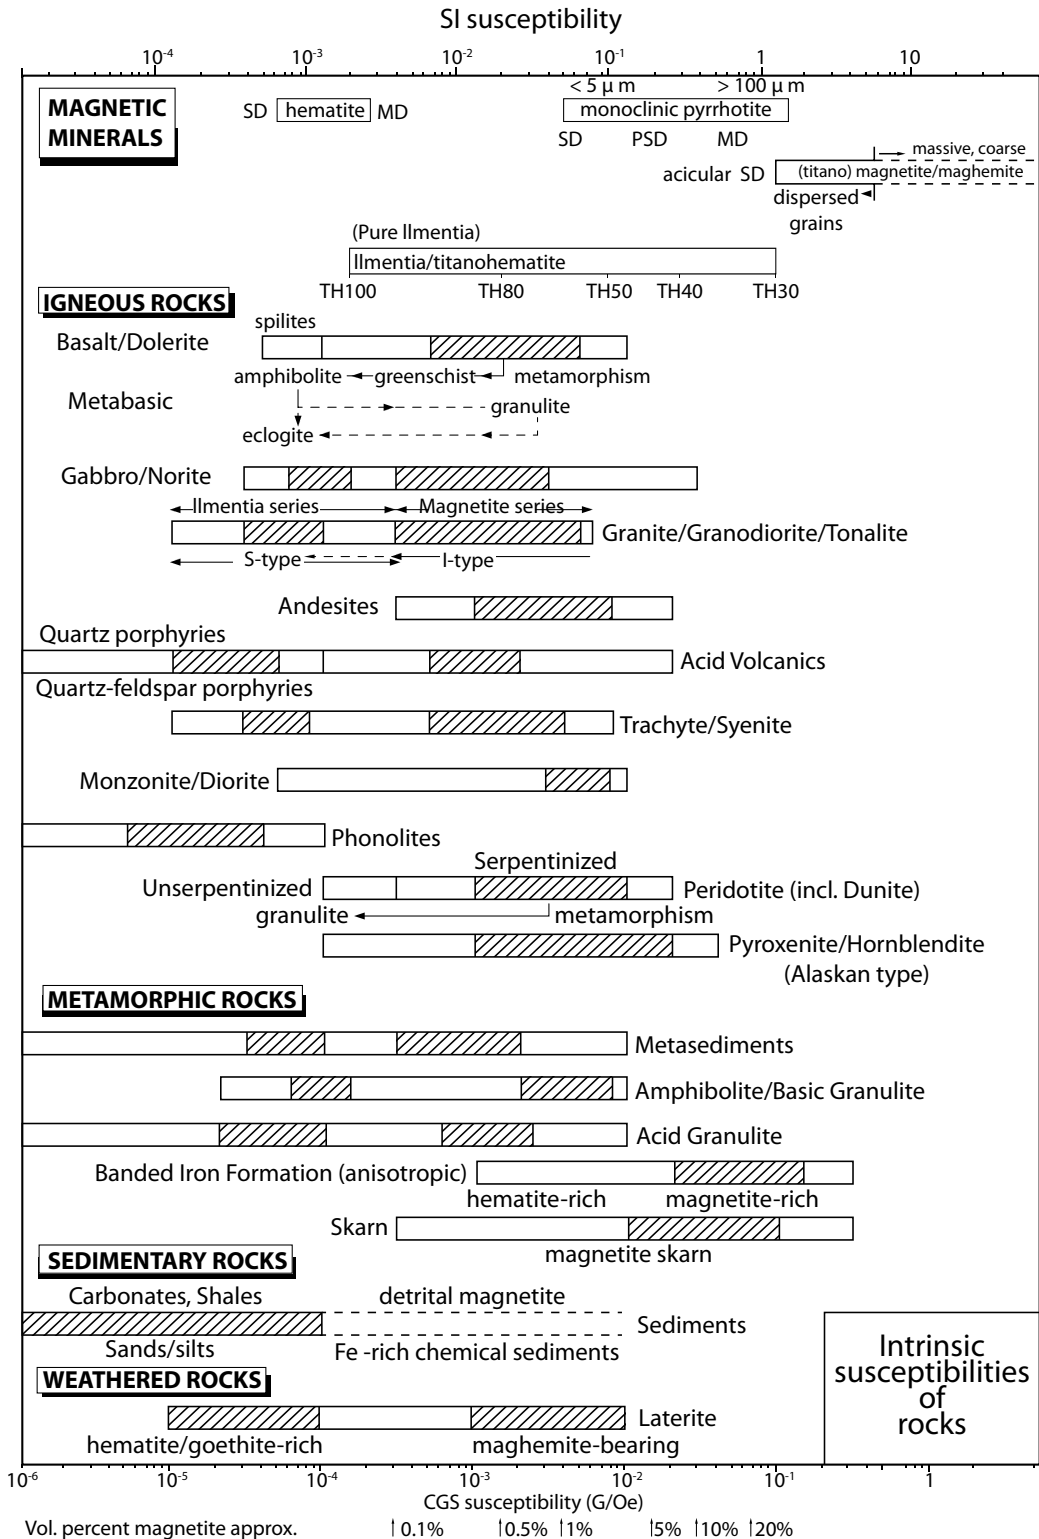 SI susceptibility
10⁻⁴ 10⁻³ 10⁻² 10⁻¹ 1 10
MAGNETIC
MINERALS
< 5 µ m > 100 µ m
SD hematite MD monoclinic pyrrhotite
SD PSD MD
massive, coarse
acicular SD (titano) magnetite/maghemite
dispersed
grains
(Pure Ilmentia)
Ilmentia/titanohematite
TH100 TH80 TH50 TH40 TH30
IGNEOUS ROCKS
spilites
Basalt/Dolerite
amphibolite greenschist metamorphism
Metabasic
granulite
eclogite
Gabbro/Norite
Ilmentia series Magnetite series
Granite/Granodiorite/Tonalite
S-type I-type
Andesites
Quartz porphyries
Acid Volcanics
Quartz-feldspar porphyries
Trachyte/Syenite
Monzonite/Diorite
Phonolites
Serpentinized
Unserpentinized Peridotite (incl. Dunite)
granulite metamorphism
Pyroxenite/Hornblendite
(Alaskan type)
METAMORPHIC ROCKS
Metasediments
Amphibolite/Basic Granulite
Acid Granulite
Banded Iron Formation (anisotropic)
hematite-rich magnetite-rich
Skarn
magnetite skarn
SEDIMENTARY ROCKS
Carbonates, Shales detrital magnetite
Sediments
Sands/silts Fe -rich chemical sediments
WEATHERED ROCKS
Laterite
hematite/goethite-rich maghemite-bearing
Intrinsic
susceptibilities
of
rocks
10⁻⁶ 10⁻⁵ 10⁻⁴ 10⁻³ 10⁻² 10⁻¹ 1
CGS susceptibility (G/Oe)
Vol. percent magnetite approx. 0.1% 0.5% 1% 5% 10% 20%